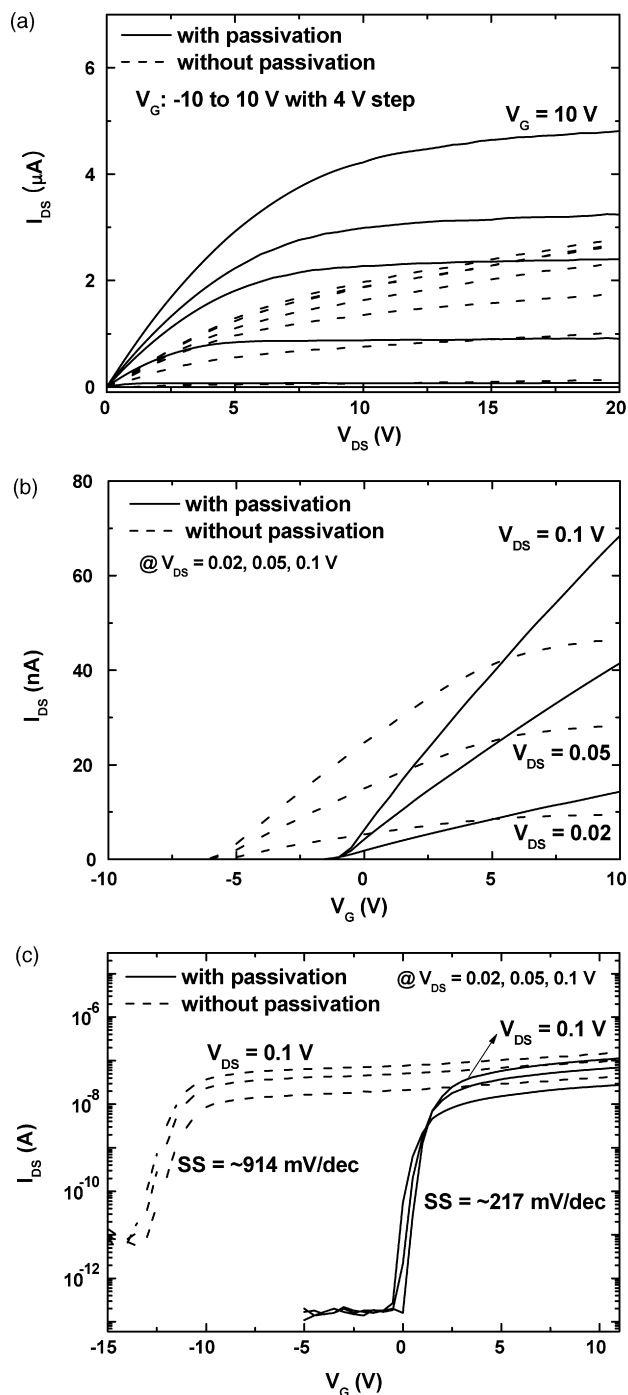 (a)
with passivation
without passivation
V_G: -10 to 10 V with 4 V step
V_G = 10 V
6
4
2
0
I_DS (μA)
0 5 10 15 20
V_DS (V)
(b)
with passivation
without passivation
@ V_DS = 0.02, 0.05, 0.1 V
V_DS = 0.1 V
V_DS = 0.05
V_DS = 0.02
80
60
40
20
0
I_DS (nA)
-10 -5 0 5 10
V_G (V)
(c)
with passivation
without passivation
@ V_DS = 0.02, 0.05, 0.1 V
V_DS = 0.1 V
V_DS = 0.1 V
SS = ~914 mV/dec
SS = ~217 mV/dec
10^-6
10^-8
10^-10
10^-12
I_DS (A)
-15 -10 -5 0 5 10
V_G (V)